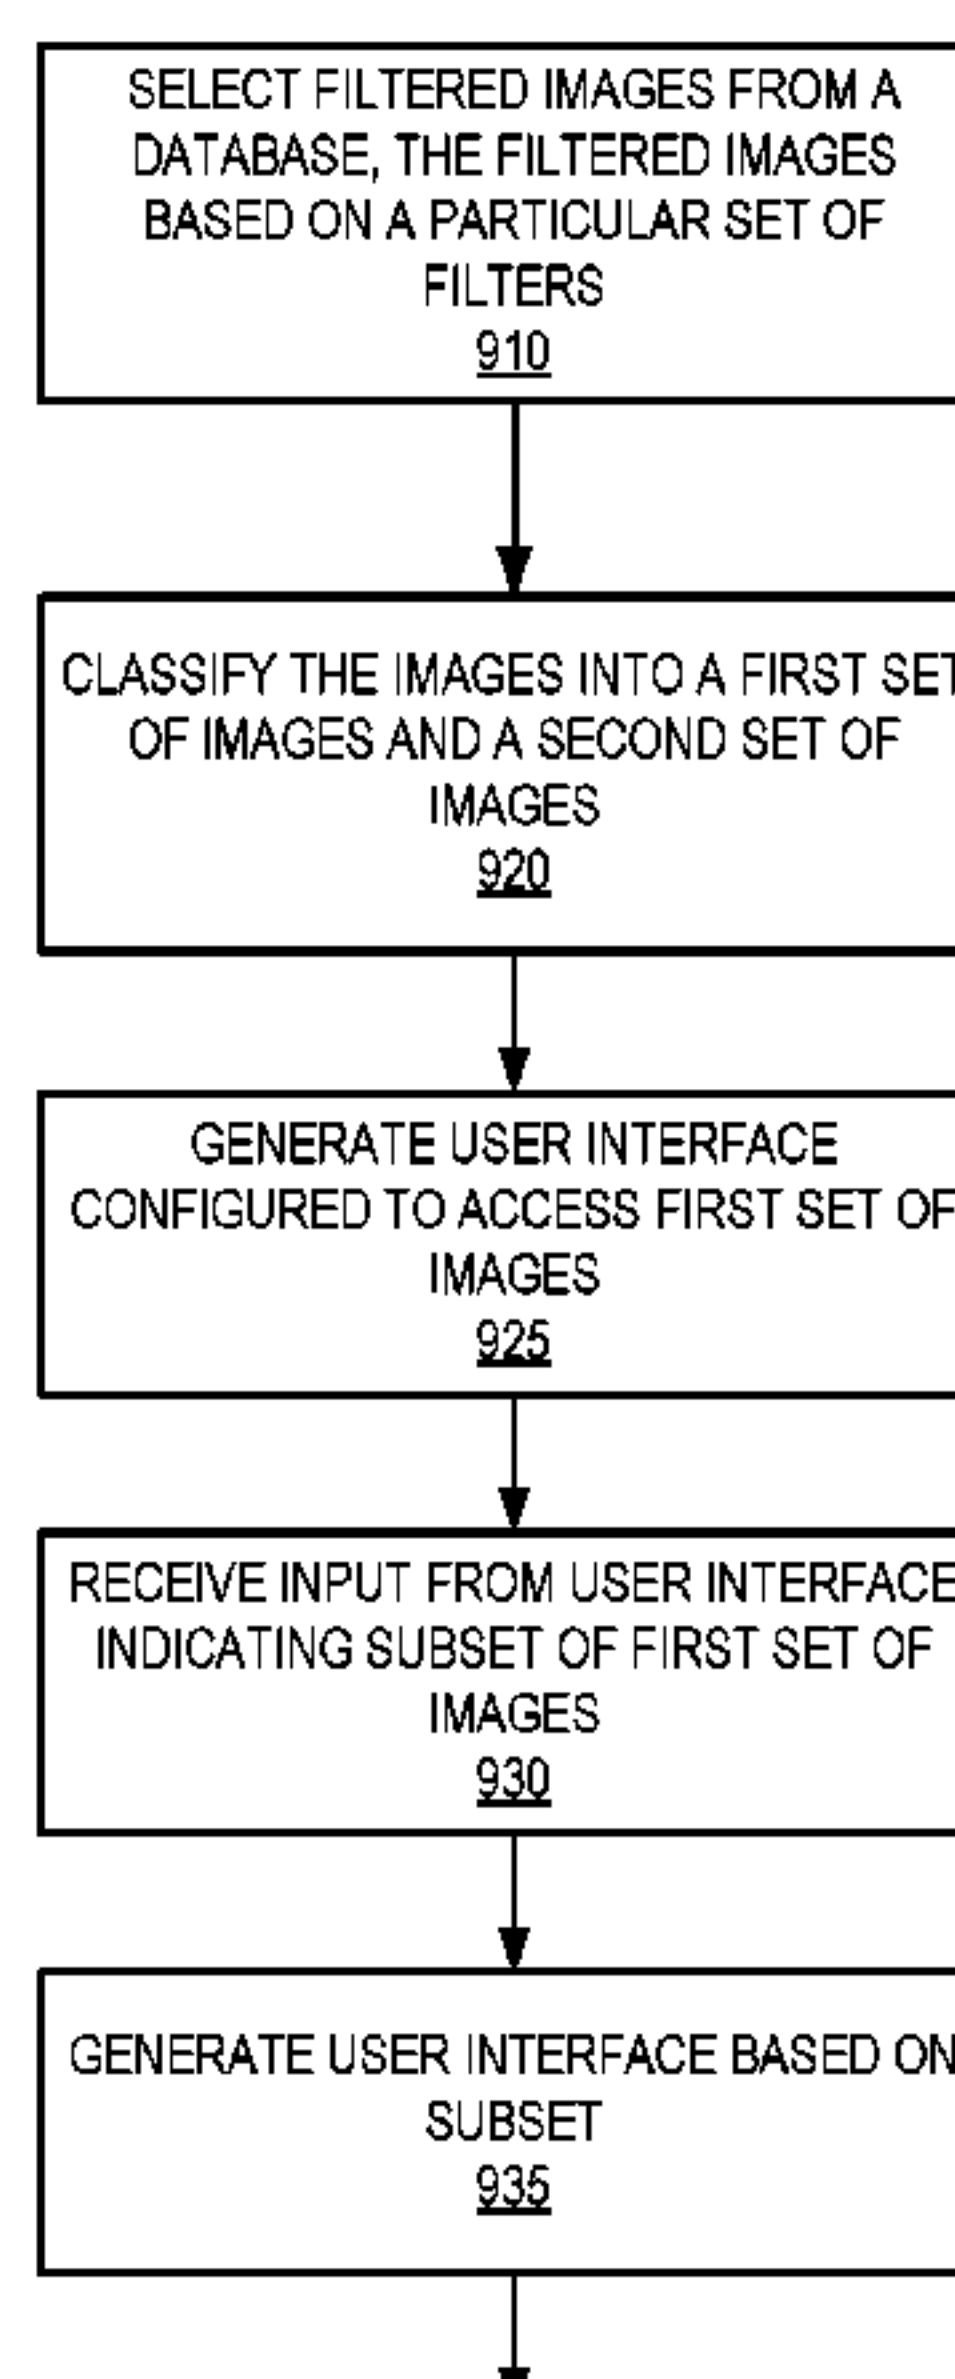 SELECT FILTERED IMAGES FROM A
DATABASE, THE FILTERED IMAGES
BASED ON A PARTICULAR SET OF
FILTERS
910
CLASSIFY THE IMAGES INTO A FIRST SET
OF IMAGES AND A SECOND SET OF
IMAGES
920
GENERATE USER INTERFACE
CONFIGURED TO ACCESS FIRST SET OF
IMAGES
925
RECEIVE INPUT FROM USER INTERFACE
INDICATING SUBSET OF FIRST SET OF
IMAGES
930
GENERATE USER INTERFACE BASED ON
SUBSET
935